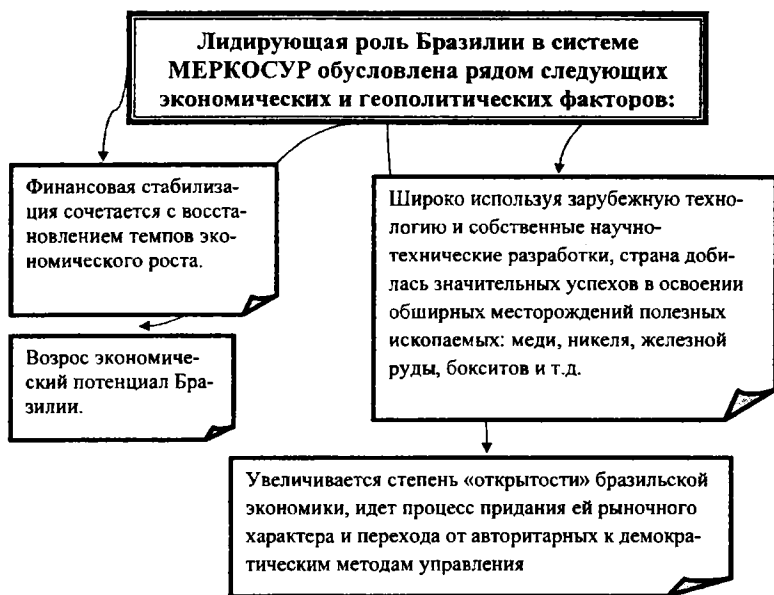 Лидирующая роль Бразилии в системе
МЕРКОСУР обусловлена рядом следующих
экономических и геополитических факторов:
Финансовая стабилиза-
ция сочетается с восста-
новлением темпов эко-
номического роста.
Широко используя зарубежную техно-
логию и собственные научно-
технические разработки, страна доби-
лась значительных успехов в освоении
обширных месторождений полезных
ископаемых: меди, никеля, железной
руды, бокситов и т.д.
Возрос экономиче-
ский потенциал Бра-
зилии.
Увеличивается степень «открытости» бразильской
экономики, идет процесс придания ей рыночного
характера и перехода от авторитарных к демокра-
тическим методам управления